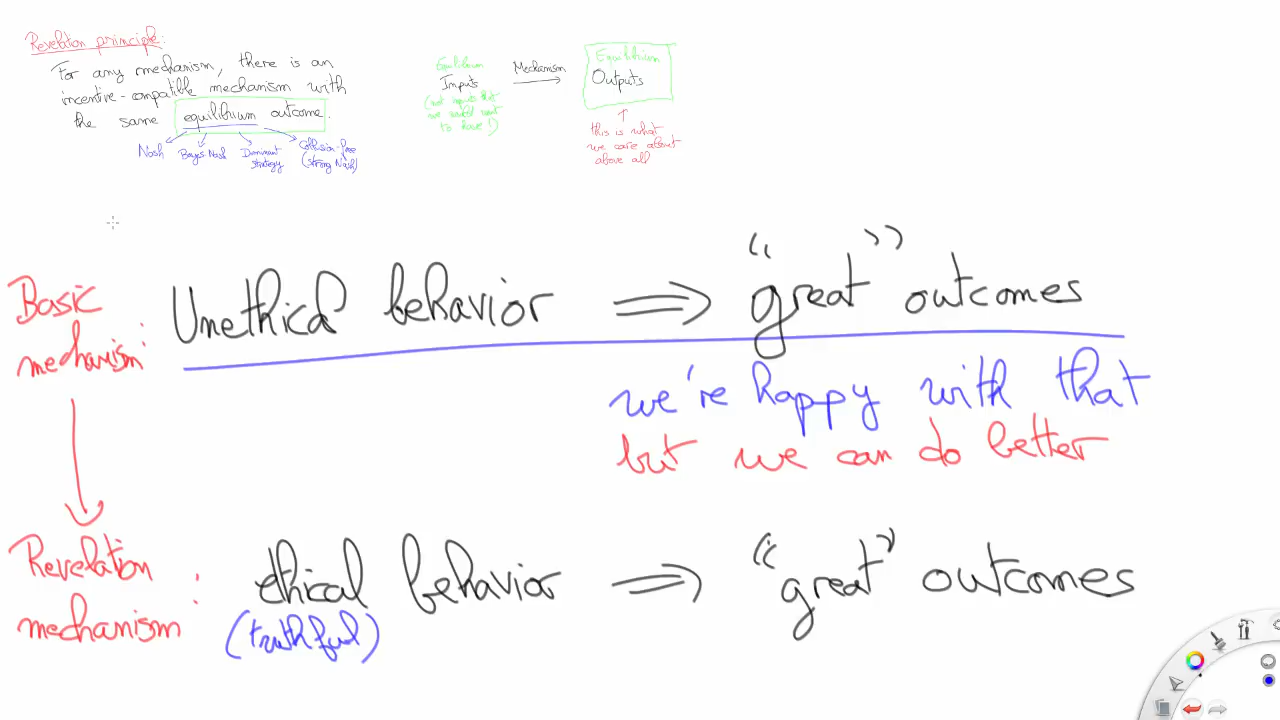 Revelation principle:
For any mechanism, there is an
incentive-compatible mechanism with
the same equilibrium outcome.
Nash
Bayes Nash
Dominant
strategy
Collusion-free
(strong Nash)
Equilibrium
Inputs
(not inputs that
we would want
to have!)
Mechanism
Equilibrium
Outputs
this is what
we care about
above all
Basic
mechanism:
Unethical behavior ⟹ "great" outcomes
we're happy with that
but we can do better
Revelation
mechanism:
ethical behavior ⟹ "great" outcomes
(truthful)